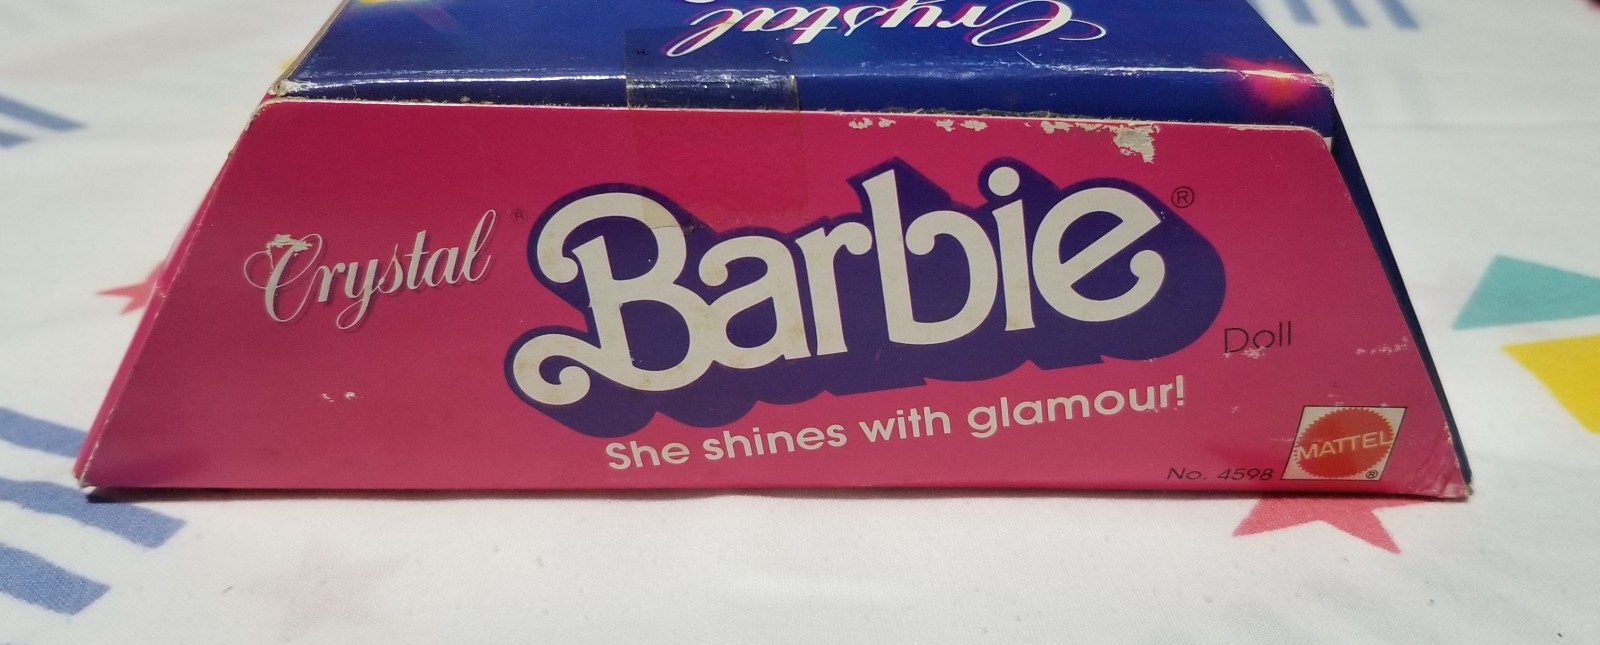 Crystal
Crystal® Barbie® Doll
She shines with glamour!
No. 4598 MATTEL®